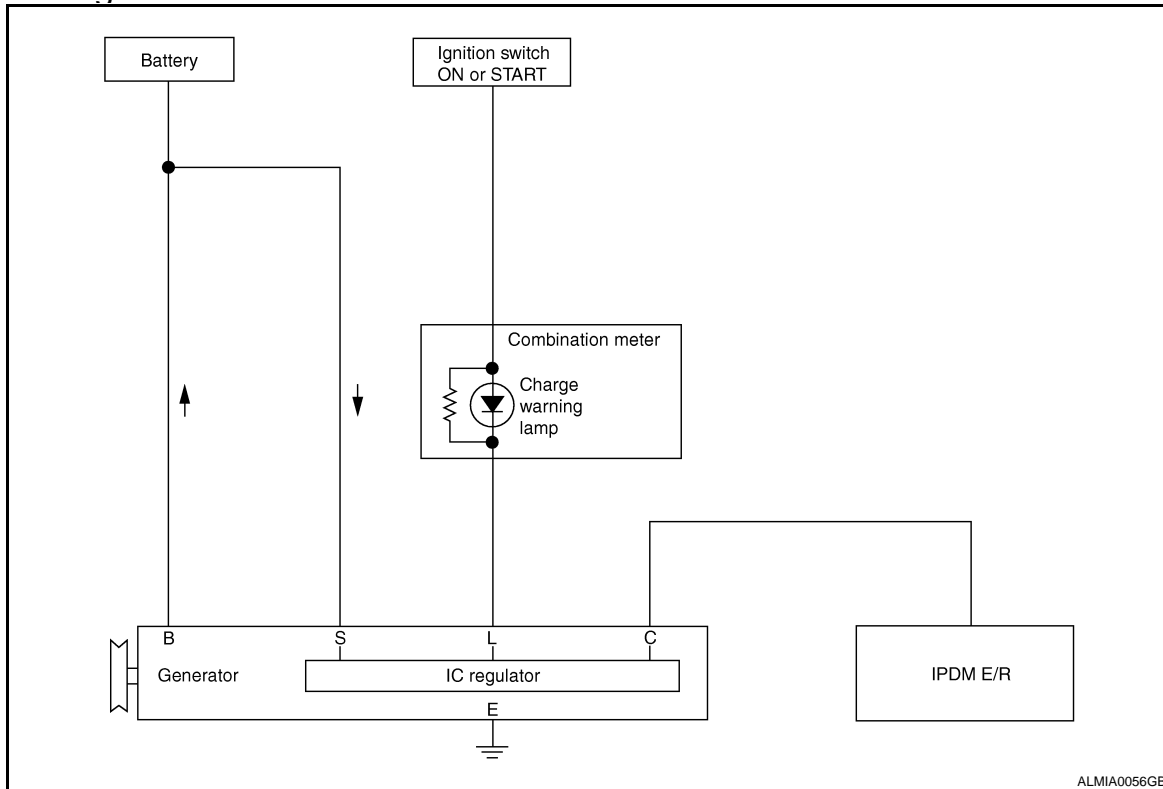 Battery
Ignition switch
ON or START
Combination meter
Charge
warning
lamp
B
S
L
C
Generator
IC regulator
IPDM E/R
E
ALMIA0056GB